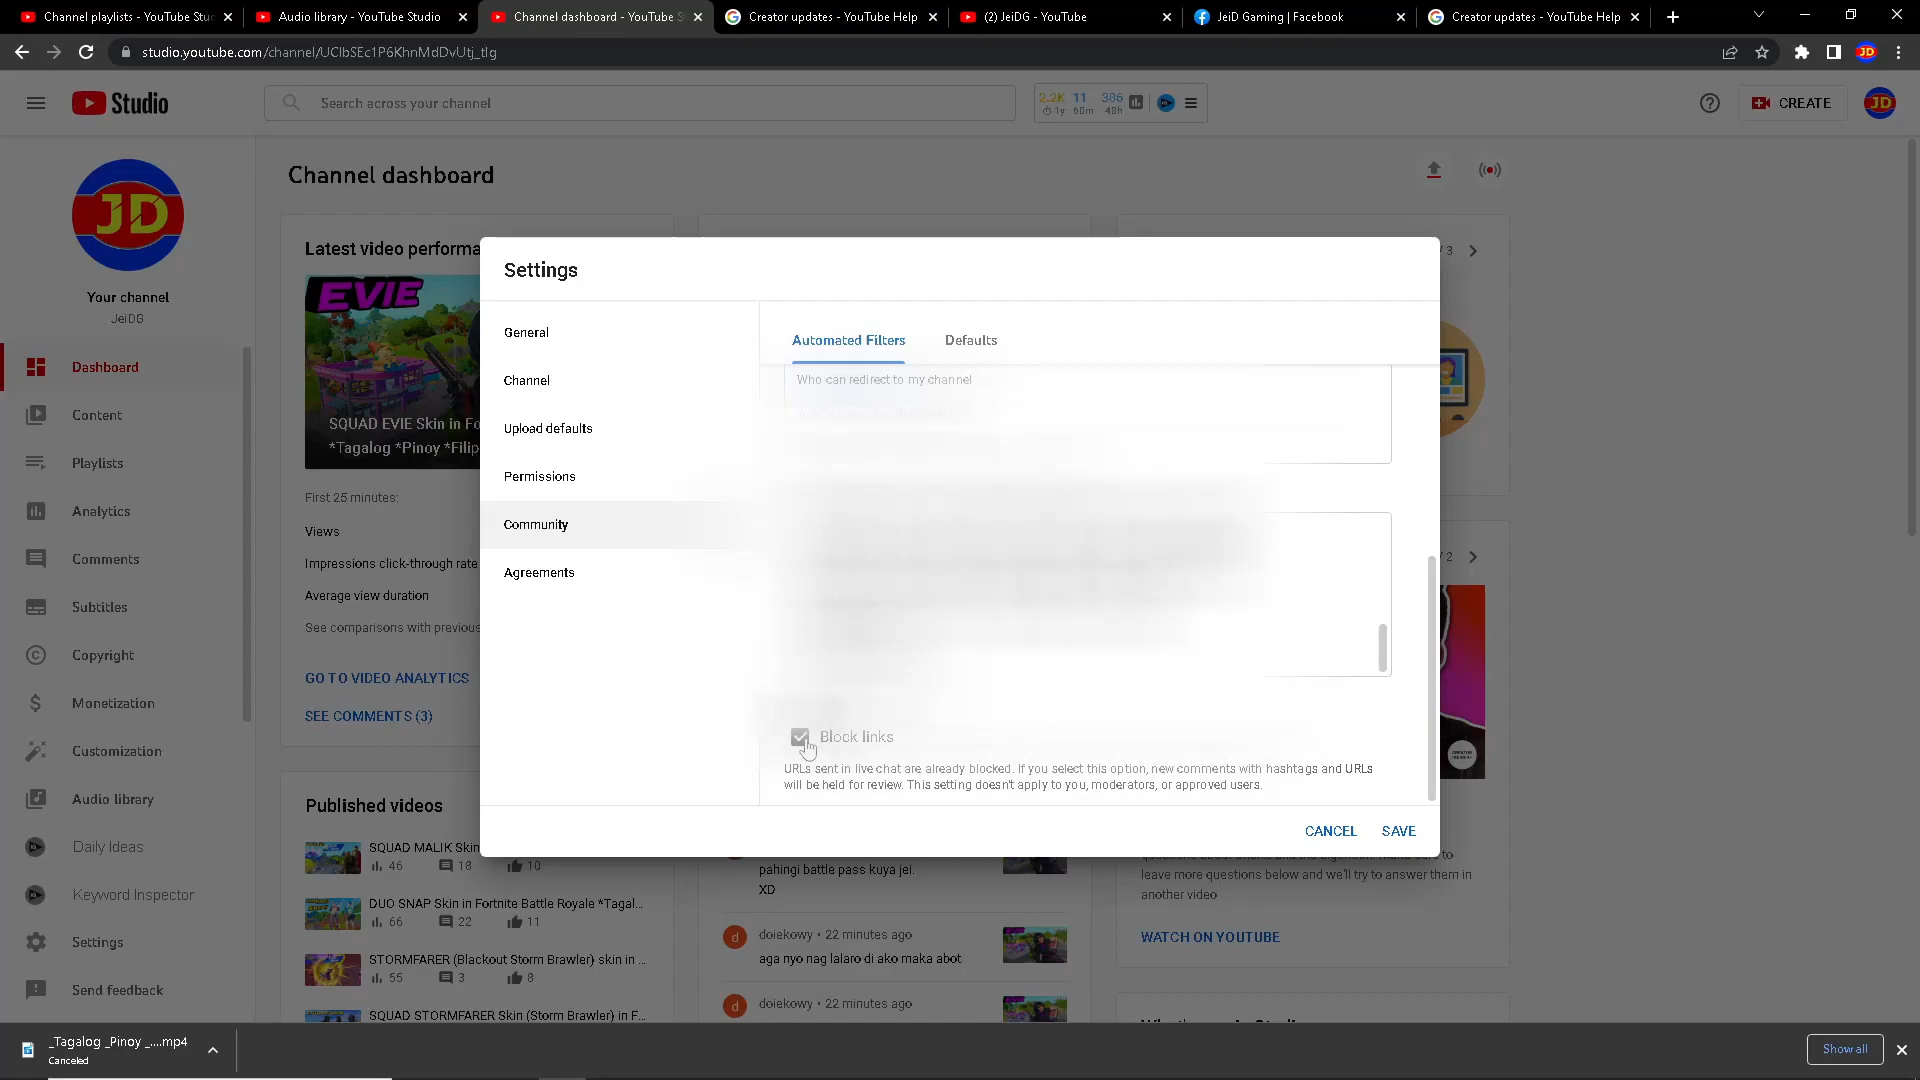 Channel playlists - YouTube Stu
Audio library - YouTube Studio
Channel dashboard - YouTube S
Creator updates - YouTube Help
(2) JeiDG - YouTube
JeiD Gaming | Facebook
Creator updates - YouTube Help
studio.youtube.com/channel/UClbSEc1P6KhnMdDvUtj_tlg
JD
Studio
Search across your channel
2.2K 11 386
1y 60m 48h
CREATE
JD
JD
Your channel
JeiDG
Dashboard
Content
Playlists
Analytics
Comments
Subtitles
Copyright
Monetization
Customization
Audio library
Daily Ideas
Keyword Inspector
Settings
Send feedback
Channel dashboard
Latest video performa
EVIE
SQUAD EVIE Skin in Fo
*Tagalog *Pinoy *Filip
First 25 minutes:
Views
Impressions click-through rate
Average view duration
See comparisons with previous
GO TO VIDEO ANALYTICS
SEE COMMENTS (3)
Published videos
SQUAD MALIK Skin
46 18 10
DUO SNAP Skin in Fortnite Battle Royale *Tagal...
66 22 11
STORMFARER (Blackout Storm Brawler) skin in ...
55 3 8
SQUAD STORMFARER Skin (Storm Brawler) in F...
Settings
General
Channel
Upload defaults
Permissions
Community
Agreements
Automated Filters
Defaults
Who can redirect to my channel
Block links
URLs sent in live chat are already blocked. If you select this option, new comments with hashtags and URLs
will be held for review. This setting doesn't apply to you, moderators, or approved users.
CANCEL
SAVE
pahingi battle pass kuya jei.
XD
d
doiekowy • 22 minutes ago
aga nyo nag lalaro di ako maka abot
d
doiekowy • 22 minutes ago
/ 3
/ 2
leave more questions below and we'll try to answer them in
another video
WATCH ON YOUTUBE
_Tagalog _Pinoy _....mp4
Canceled
Show all